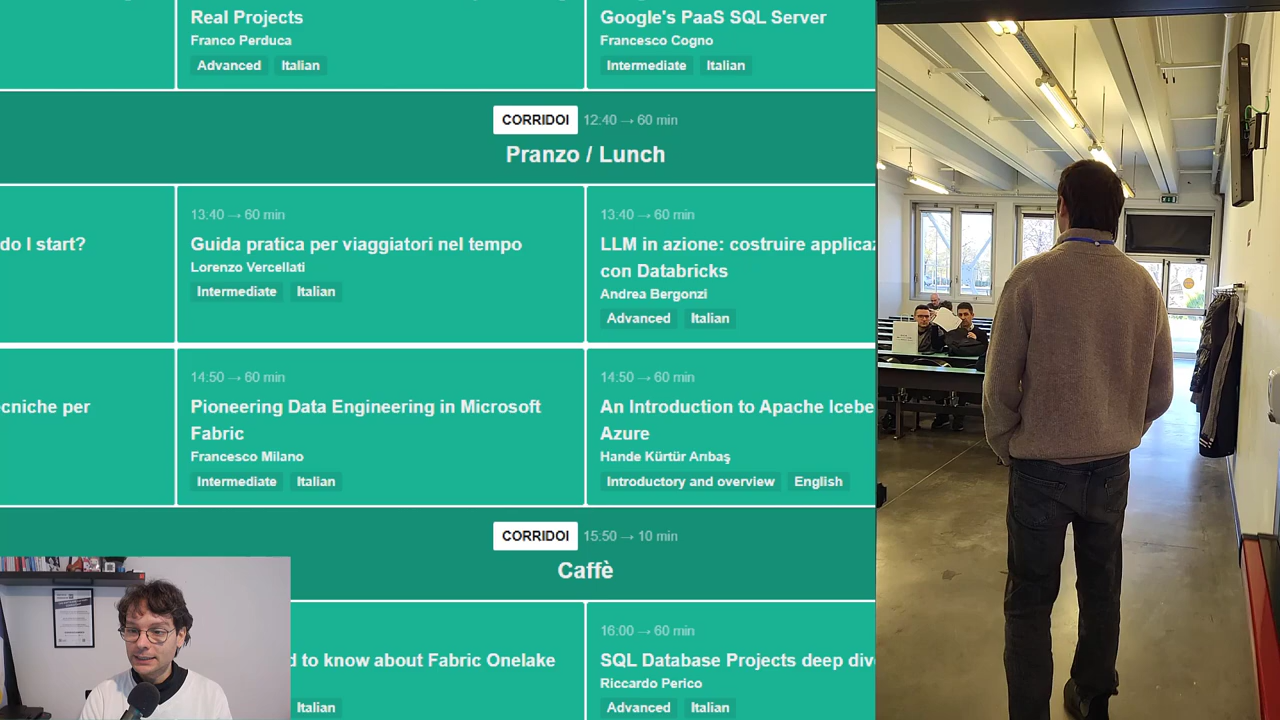 Real Projects
Franco Perduca
Advanced
Italian
Google's PaaS SQL Server
Francesco Cogno
Intermediate
Italian
CORRIDOI 12:40 → 60 min
Pranzo / Lunch
do I start?
13:40 → 60 min
Guida pratica per viaggiatori nel tempo
Lorenzo Vercellati
Intermediate
Italian
13:40 → 60 min
LLM in azione: costruire applica
con Databricks
Andrea Bergonzi
Advanced
Italian
ecniche per
14:50 → 60 min
Pioneering Data Engineering in Microsoft
Fabric
Francesco Milano
Intermediate
Italian
14:50 → 60 min
An Introduction to Apache Icebe
Azure
Hande Kürtür Arıbaş
Introductory and overview
English
CORRIDOI 15:50 → 10 min
Caffè
d to know about Fabric Onelake
Italian
16:00 → 60 min
SQL Database Projects deep div
Riccardo Perico
Advanced
Italian